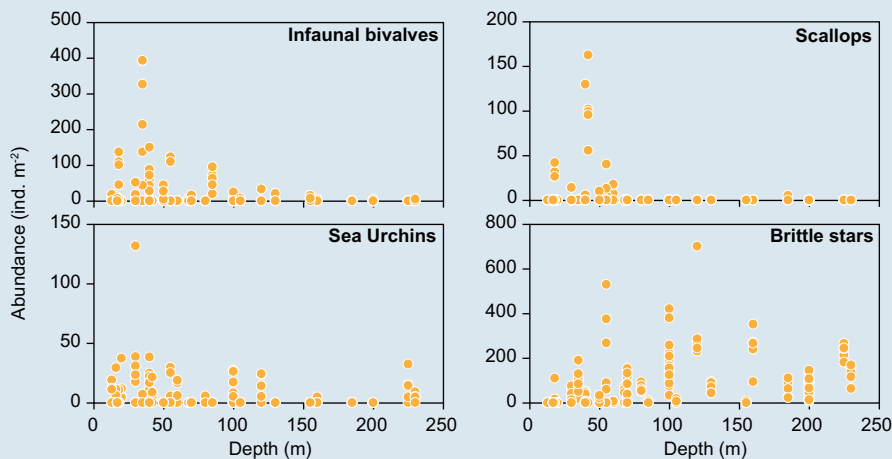 Infaunal bivalves
500
400
300
200
100
0
Scallops
200
150
100
50
0
Sea Urchins
150
100
50
0
0 50 100 150 200 250
Depth (m)
Brittle stars
800
600
400
200
0
0 50 100 150 200 250
Depth (m)
Abundance (ind. m⁻²)